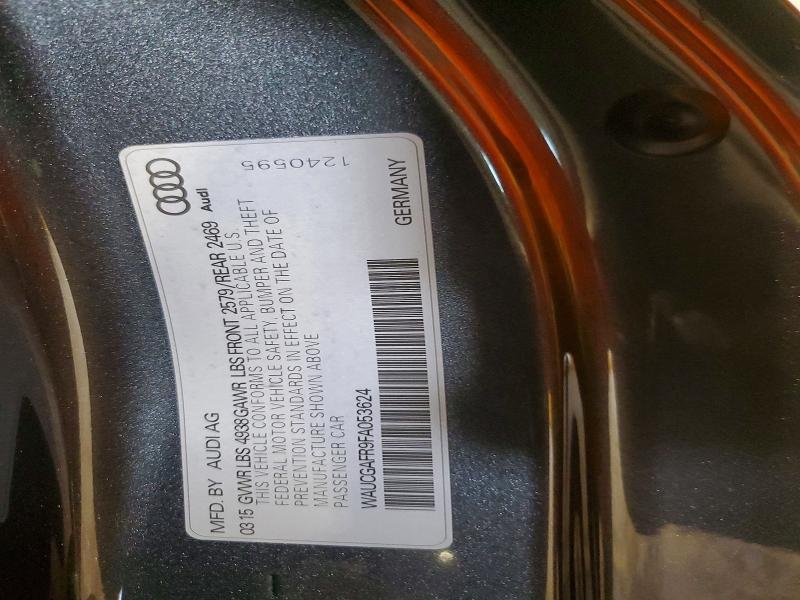 MFD. BY AUDI AG
Audi
03 15 GVWR LBS 4938 GAWR LBS FRONT 2579/REAR 2469
THIS VEHICLE CONFORMS TO ALL APPLICABLE U.S.
FEDERAL MOTOR VEHICLE SAFETY, BUMPER AND THEFT
PREVENTION STANDARDS IN EFFECT ON THE DATE OF
MANUFACTURE SHOWN ABOVE
PASSENGER CAR
1240595
WAUCGAFR9FA053624
GERMANY